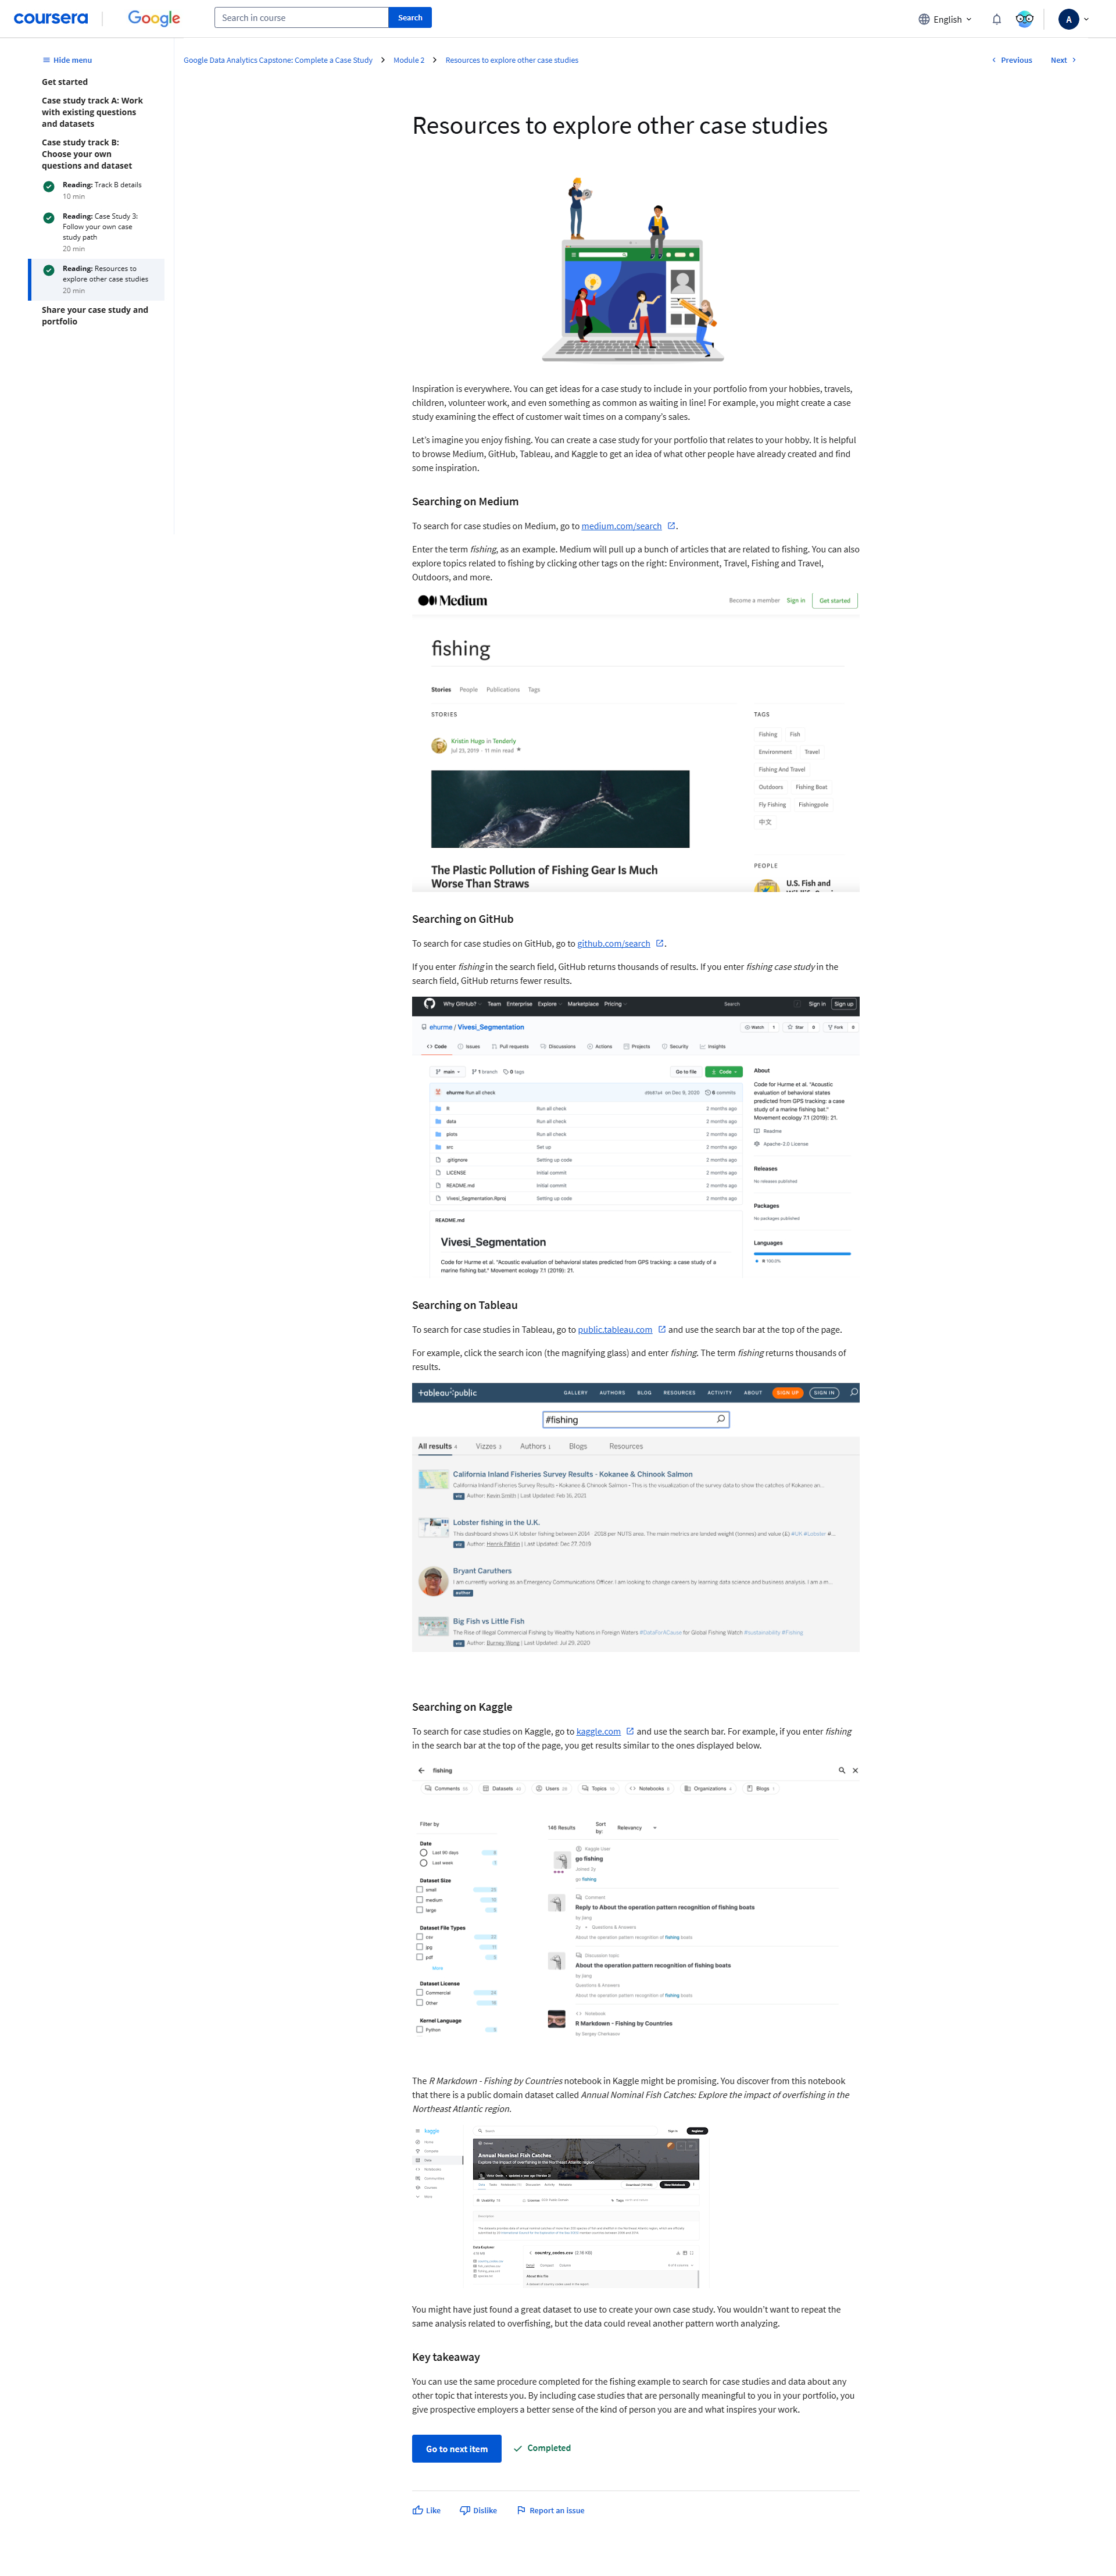 coursera
Google
Search in course
Search
English
A
Hide menu
Get started
Case study track A: Work
with existing questions
and datasets
Case study track B:
Choose your own
questions and dataset
Reading: Track B details
10 min
Reading: Case Study 3:
Follow your own case
study path
20 min
Reading: Resources to
explore other case studies
20 min
Share your case study and
portfolio
Google Data Analytics Capstone: Complete a Case Study
Module 2
Resources to explore other case studies
Previous
Next
Resources to explore other case studies
Inspiration is everywhere. You can get ideas for a case study to include in your portfolio from your hobbies, travels,
children, volunteer work, and even something as common as waiting in line! For example, you might create a case
study examining the effect of customer wait times on a company’s sales.
Let’s imagine you enjoy fishing. You can create a case study for your portfolio that relates to your hobby. It is helpful
to browse Medium, GitHub, Tableau, and Kaggle to get an idea of what other people have already created and find
some inspiration.
Searching on Medium
To search for case studies on Medium, go to medium.com/search .
Enter the term fishing, as an example. Medium will pull up a bunch of articles that are related to fishing. You can also
explore topics related to fishing by clicking other tags on the right: Environment, Travel, Fishing and Travel,
Outdoors, and more.
Medium
Become a member Sign in Get started
fishing
Stories People Publications Tags
STORIES
TAGS
Kristin Hugo in Tenderly
Jul 23, 2019 · 11 min read
Fishing Fish
Environment Travel
Fishing And Travel
Outdoors Fishing Boat
Fly Fishing Fishingpole
中文
The Plastic Pollution of Fishing Gear Is Much
Worse Than Straws
PEOPLE
U.S. Fish and
Searching on GitHub
To search for case studies on GitHub, go to github.com/search .
If you enter fishing in the search field, GitHub returns thousands of results. If you enter fishing case study in the
search field, GitHub returns fewer results.
Why GitHub? Team Enterprise Explore Marketplace Pricing
Search
Sign in Sign up
ehurme / Vivesi_Segmentation
Watch 1 Star 0 Fork 0
Code Issues Pull requests Discussions Actions Projects Security Insights
main 1 branch 0 tags
Go to file Code
ehurme Run all check
on Dec 9, 2020 6 commits
R Run all check 2 months ago
data Run all check 2 months ago
plots Run all check 2 months ago
src Set up 2 months ago
.gitignore Setting up code 2 months ago
LICENSE Initial commit 2 months ago
README.md Initial commit 2 months ago
Vivesi_Segmentation.Rproj Setting up code 2 months ago
About
Code for Hurme et al. "Acoustic
evaluation of behavioral states
predicted from GPS tracking: a case
study of a marine fishing bat."
Movement ecology 7.1 (2019): 21.
Readme
Apache-2.0 License
Releases
No releases published
Packages
No packages published
Languages
R 100.0%
README.md
Vivesi_Segmentation
Code for Hurme et al. "Acoustic evaluation of behavioral states predicted from GPS tracking: a case study of a
marine fishing bat." Movement ecology 7.1 (2019): 21.
Searching on Tableau
To search for case studies in Tableau, go to public.tableau.com and use the search bar at the top of the page.
For example, click the search icon (the magnifying glass) and enter fishing. The term fishing returns thousands of
results.
+ableau+public
GALLERY AUTHORS BLOG RESOURCES ACTIVITY ABOUT SIGN UP SIGN IN
#fishing
All results 4 Vizzes 3 Authors 1 Blogs Resources
California Inland Fisheries Survey Results - Kokanee & Chinook Salmon
California Inland Fisheries Survey Results - Kokanee & Chinook Salmon - This is the visualization of the survey data to show the catches of Kokanee an...
viz Author: Kevin Smith | Last Updated: Feb 16, 2021
Lobster fishing in the U.K.
This dashboard shows U.K lobster fishing between 2014 - 2018 per NUTS area. The main metrics are landed weight (tonnes) and value (£) #UK #Lobster #...
viz Author: Henrik Fälldin | Last Updated: Dec 27, 2019
Bryant Caruthers
I am currently working as an Emergency Communications Officer. I am looking to change careers by learning data science and business analysis. I am a m...
author
Big Fish vs Little Fish
The Rise of Illegal Commercial Fishing by Wealthy Nations in Foreign Waters #DataForACause for Global Fishing Watch #sustainability #Fishing
viz Author: Burney Wong | Last Updated: Jul 29, 2020
Searching on Kaggle
To search for case studies on Kaggle, go to kaggle.com and use the search bar. For example, if you enter fishing
in the search bar at the top of the page, you get results similar to the ones displayed below.
fishing
Comments Datasets Users Topics Notebooks Organizations Blogs
Filter by
146 Results
Sort
by:
Relevancy
Date
Last 90 days
Last week
Dataset Size
small
medium
large
Dataset File Types
csv
jpg
pdf
More
Dataset License
Commercial
Other
Kernel Language
Python
Kaggle User
go fishing
Joined 3y
go fishing
Comment
Reply to About the operation pattern recognition of fishing boats
by jiang
Questions & Answers
About the operation pattern recognition of fishing boats
Discussion topic
About the operation pattern recognition of fishing boats
by jiang
Questions & Answers
About the operation pattern recognition of fishing boats
Notebook
R Markdown - Fishing by Countries
by Sergey Cherkasov
The R Markdown - Fishing by Countries notebook in Kaggle might be promising. You discover from this notebook
that there is a public domain dataset called Annual Nominal Fish Catches: Explore the impact of overfishing in the
Northeast Atlantic region.
kaggle
Search
Sign In
Register
Home
Compete
Data
Notebooks
Communities
Courses
More
Annual Nominal Fish Catches
Explore the impact of overfishing in the Northeast Atlantic region
New Notebook
Usability
License
Tags
Description
Data Explorer
country_codes.csv
Detail Compact Column
About this file
You might have just found a great dataset to use to create your own case study. You wouldn’t want to repeat the
same analysis related to overfishing, but the data could reveal another pattern worth analyzing.
Key takeaway
You can use the same procedure completed for the fishing example to search for case studies and data about any
other topic that interests you. By including case studies that are personally meaningful to you in your portfolio, you
give prospective employers a better sense of the kind of person you are and what inspires your work.
Go to next item
Completed
Like
Dislike
Report an issue